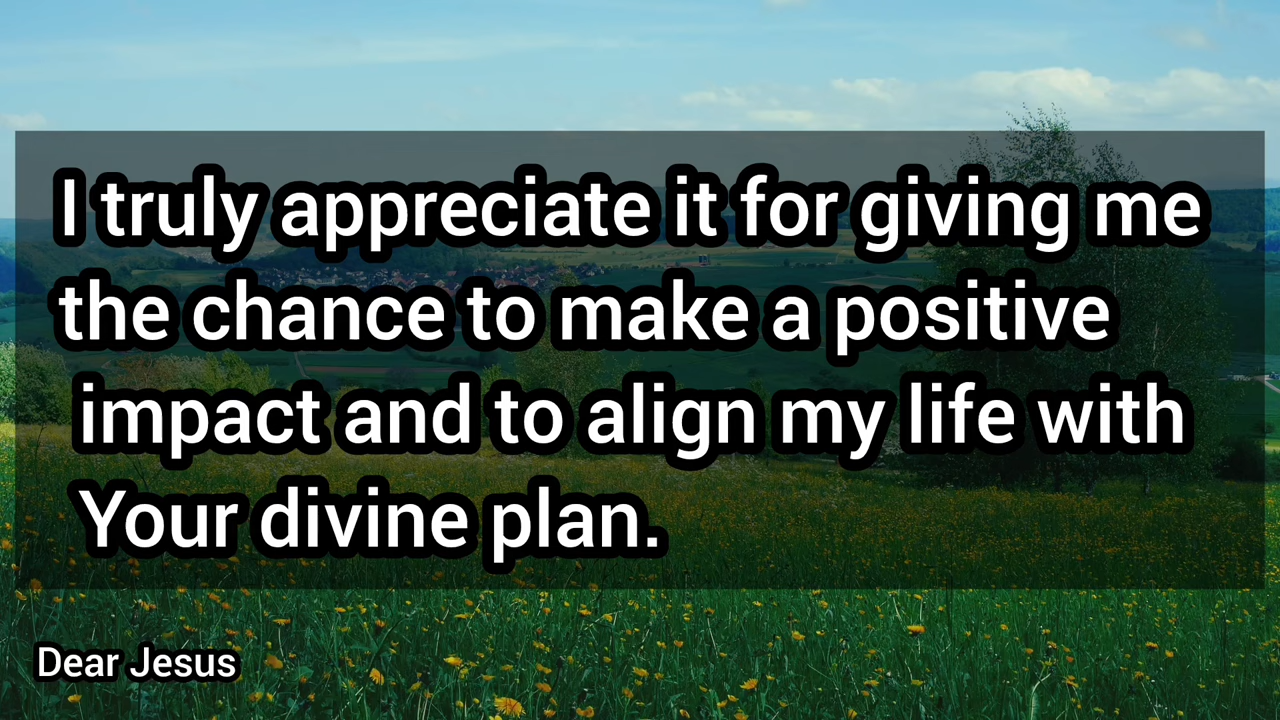 I truly appreciate it for giving me
the chance to make a positive
impact and to align my life with
Your divine plan.
Dear Jesus